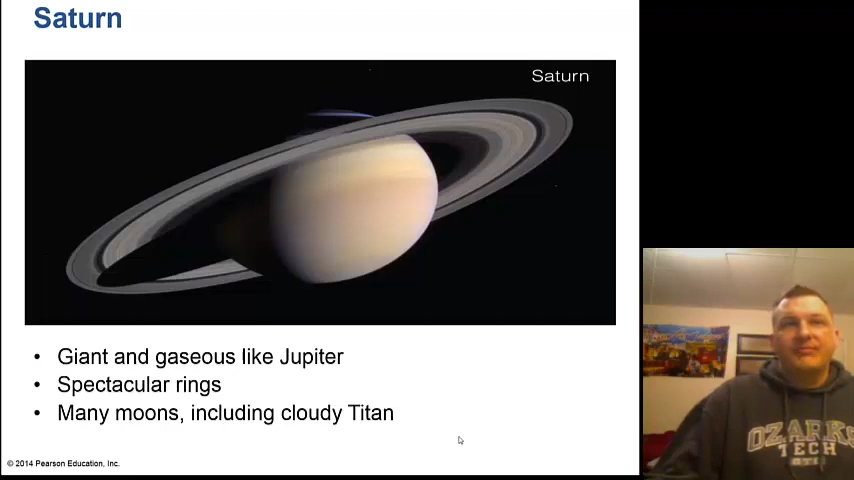 Saturn
Saturn
• Giant and gaseous like Jupiter
• Spectacular rings
• Many moons, including cloudy Titan
© 2014 Pearson Education, Inc.
OZARKS
TECH